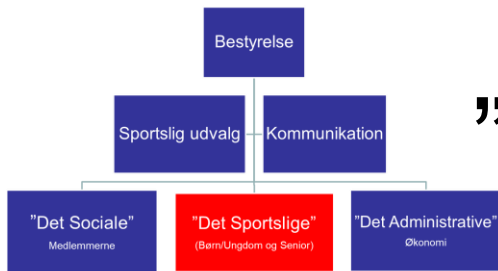 Bestyrelse
Sportslig udvalg
Kommunikation
”
”Det Sociale”
Medlemmerne
”Det Sportslige”
(Børn/Ungdom og Senior)
”Det Administrative”
Økonomi